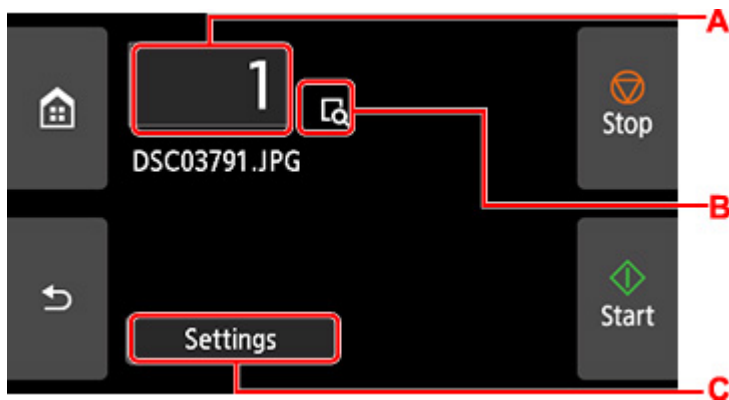 A
1
Stop
DSC03791.JPG
B
Start
Settings
C